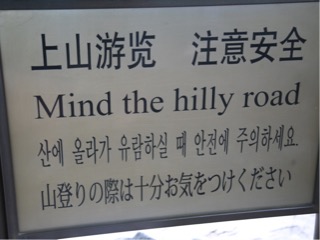 上山游览　注意安全
Mind the hilly road
산에 올라가 유람하실 때 안전에 주의하세요.
山登りの際は十分お気をつけください